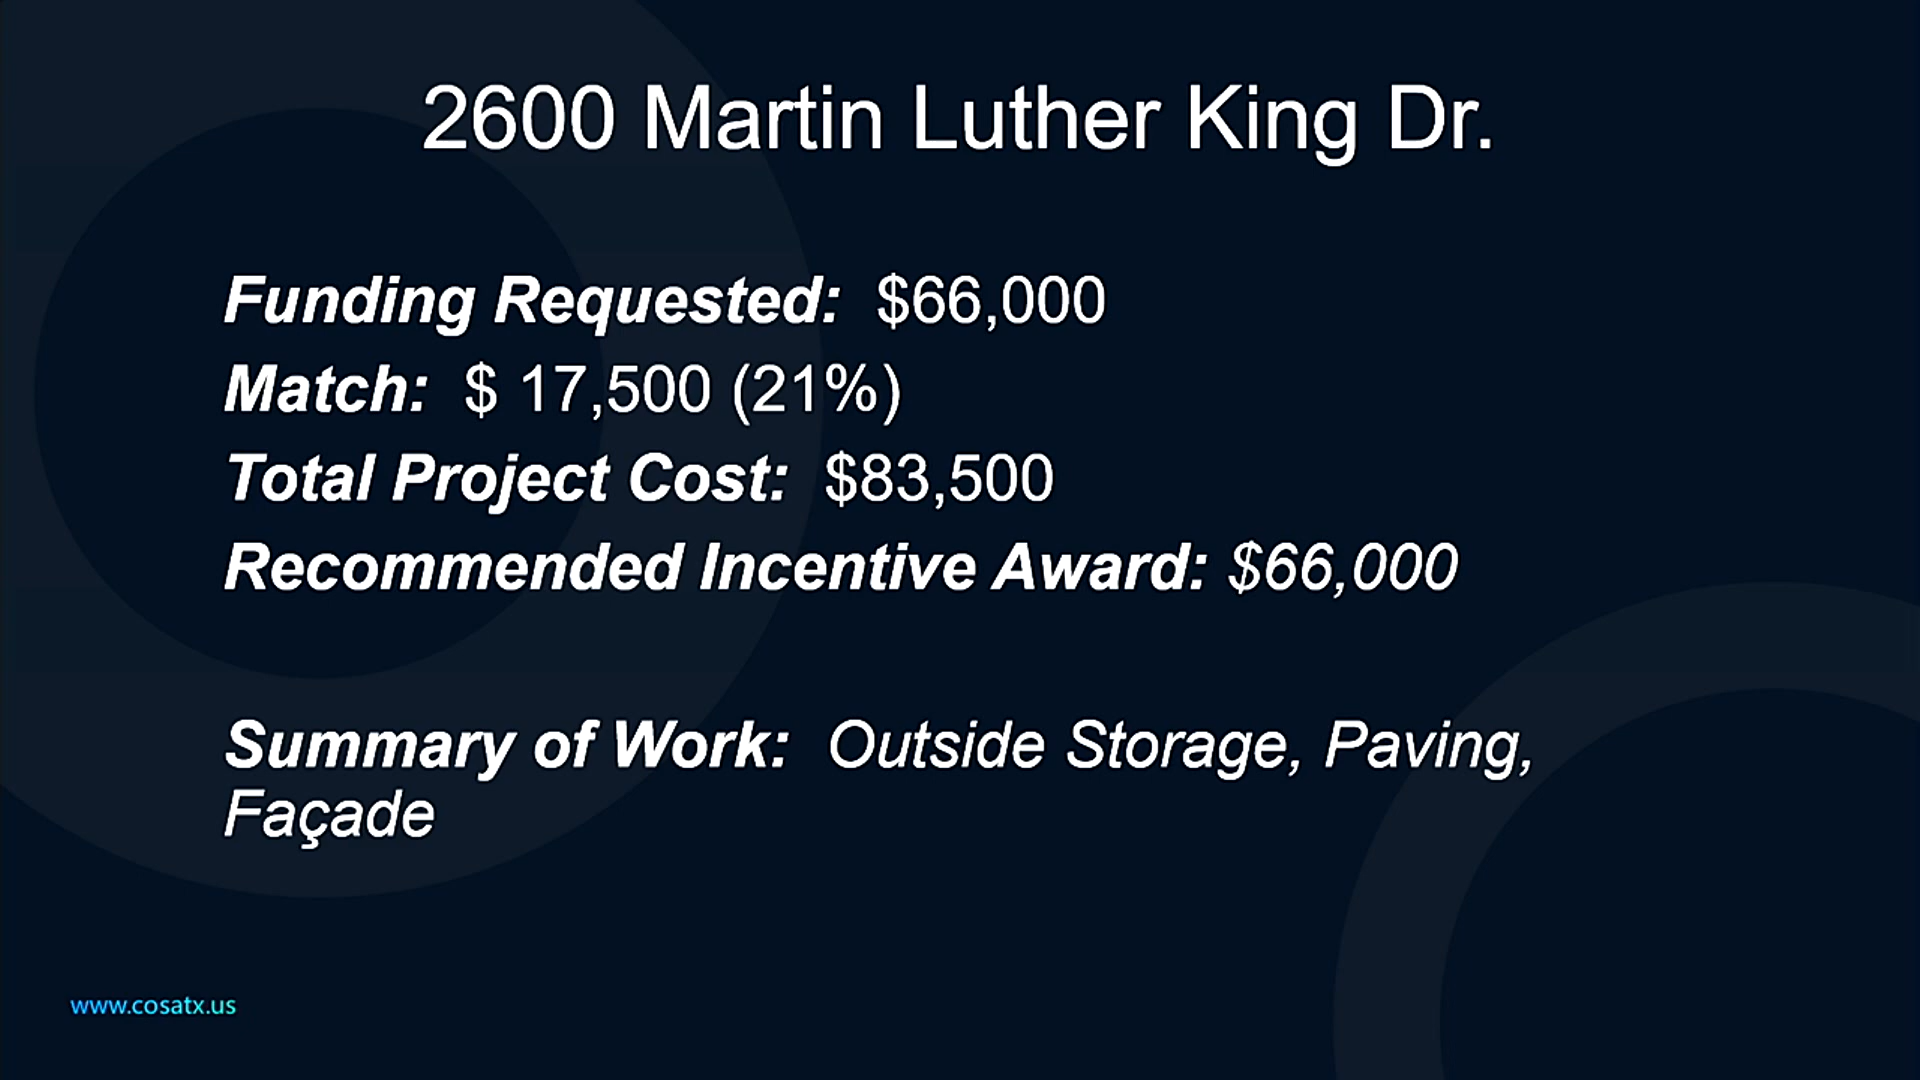 2600 Martin Luther King Dr.
Funding Requested: $66,000
Match: $ 17,500 (21%)
Total Project Cost: $83,500
Recommended Incentive Award: $66,000
Summary of Work: Outside Storage, Paving,
Façade
www.cosatx.us